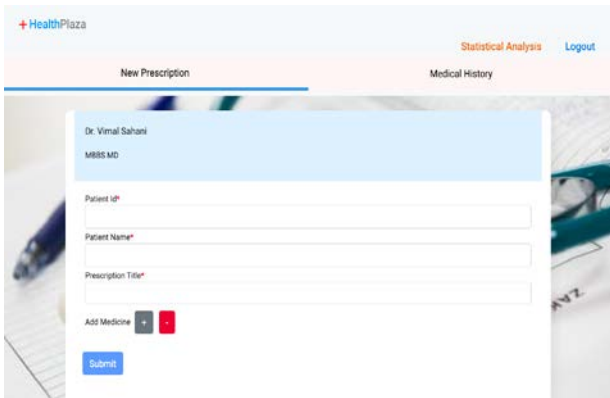 + HealthPlaza
Statistical Analysis Logout
New Prescription Medical History
Dr. Vimal Sahani
MBBS MD
Patient Id*
Patient Name*
Prescription Title*
Add Medicine + -
Submit
ZAK